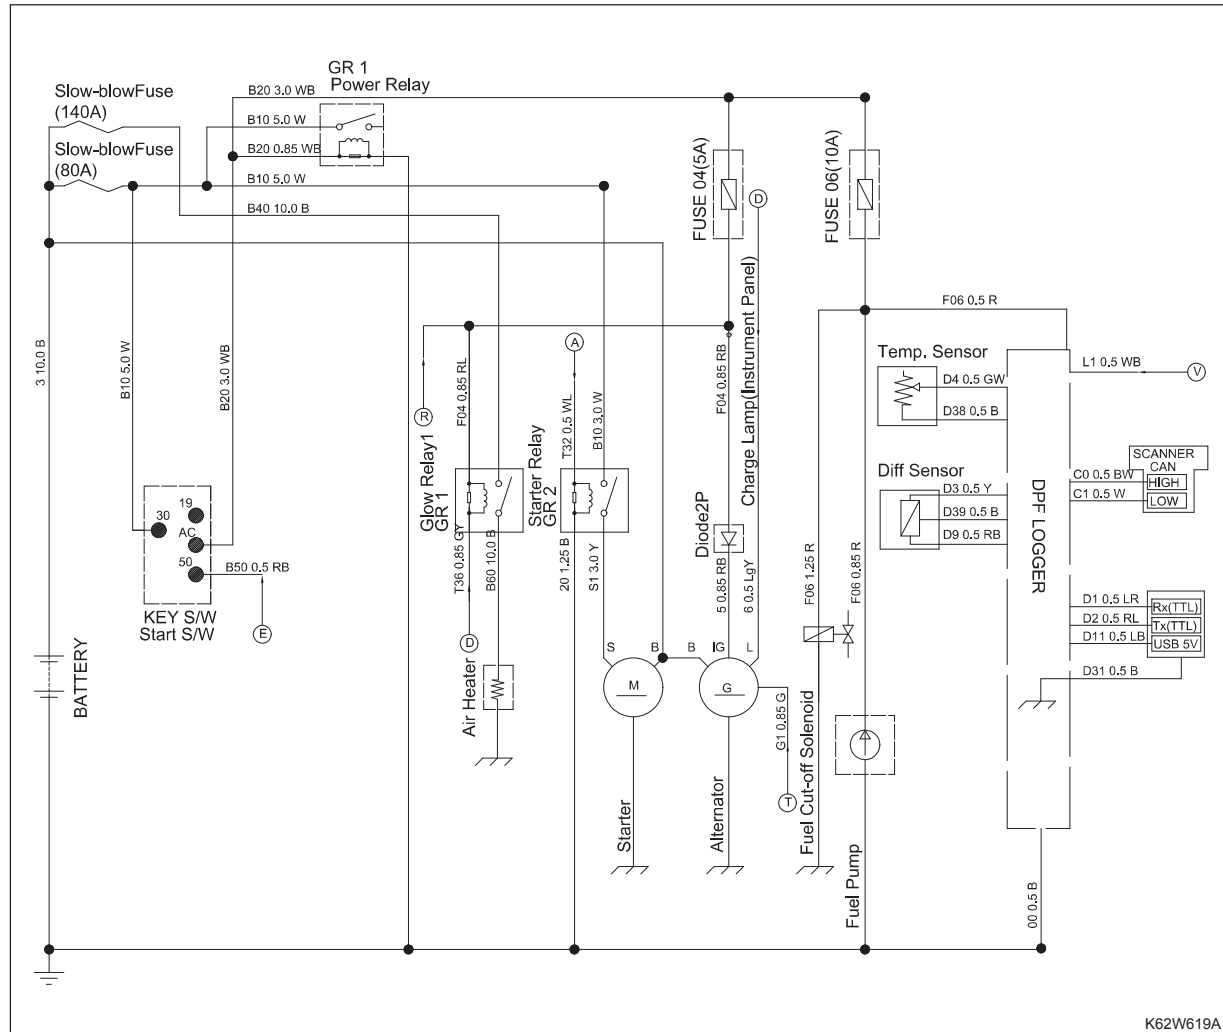 GR 1
Power Relay
Slow-blowFuse
(140A)
Slow-blowFuse
(80A)
B20 3.0 WB
B10 5.0 W
B20 0.85 WB
B10 5.0 W
B40 10.0 B
FUSE 04(5A)
D
FUSE 06(10A)
Charge Lamp(Instrument Panel)
3 10.0 B
B10 5.0 W
B20 3.0 WB
R
Glow Relay1
GR 1
F04 0.85 RL
A
T32 0.5 WL
B10 3.0 W
Starter Relay
GR 2
F04 0.85 RB
F06 0.5 R
Temp. Sensor
D4 0.5 GW
D38 0.5 B
L1 0.5 WB
V
Diff Sensor
D3 0.5 Y
D39 0.5 B
D9 0.5 RB
DPF LOGGER
SCANNER
CAN
C0 0.5 BW
HIGH
C1 0.5 W
LOW
D1 0.5 LR
Rx(TTL)
D2 0.5 RL
Tx(TTL)
D11 0.5 LB
USB 5V
D31 0.5 B
30
19
AC
50
B50 0.5 RB
KEY S/W
Start S/W
E
BATTERY
T36 0.85 GY
B60 10.0 B
D
Air Heater
20 1.25 B
S1 3.0 Y
Diode2P
5 0.85 RB
6 0.5 LgY
F06 1.25 R
F06 0.85 R
S
B
B
IG
L
M
G
G1 0.85 G
T
Starter
Alternator
Fuel Cut-off Solenoid
Fuel Pump
00 0.5 B
K62W619A